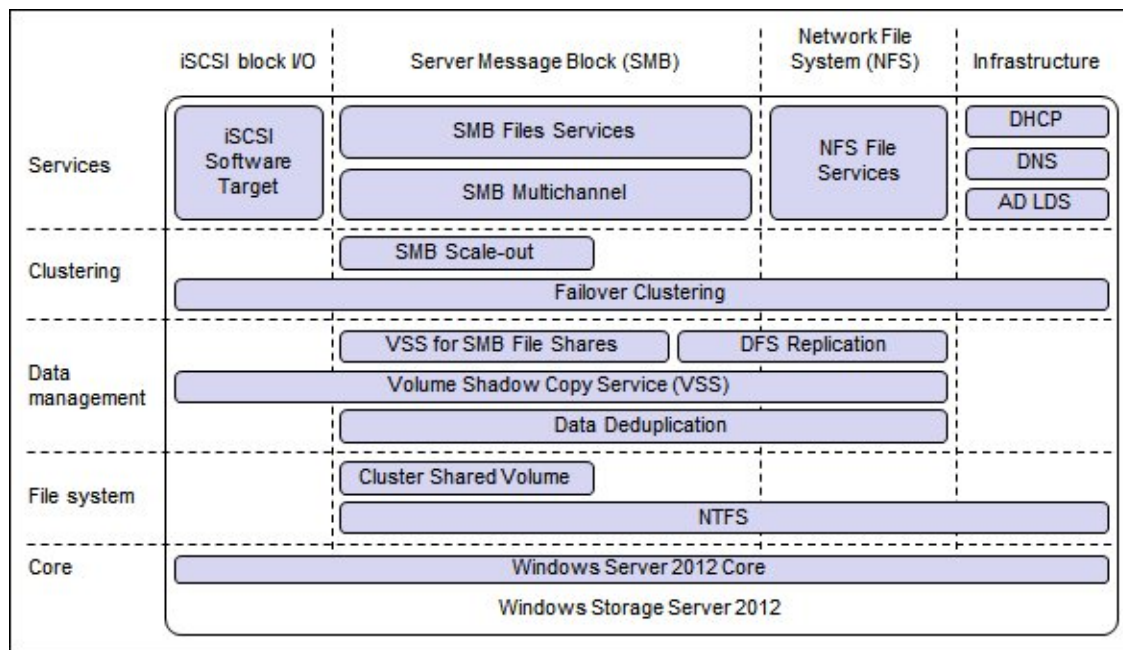 iSCSI block I/O
Server Message Block (SMB)
Network File
System (NFS)
Infrastructure
Services
iSCSI
Software
Target
SMB Files Services
SMB Multichannel
NFS File
Services
DHCP
DNS
AD LDS
Clustering
SMB Scale-out
Failover Clustering
Data
management
VSS for SMB File Shares
DFS Replication
Volume Shadow Copy Service (VSS)
Data Deduplication
File system
Cluster Shared Volume
NTFS
Core
Windows Server 2012 Core
Windows Storage Server 2012